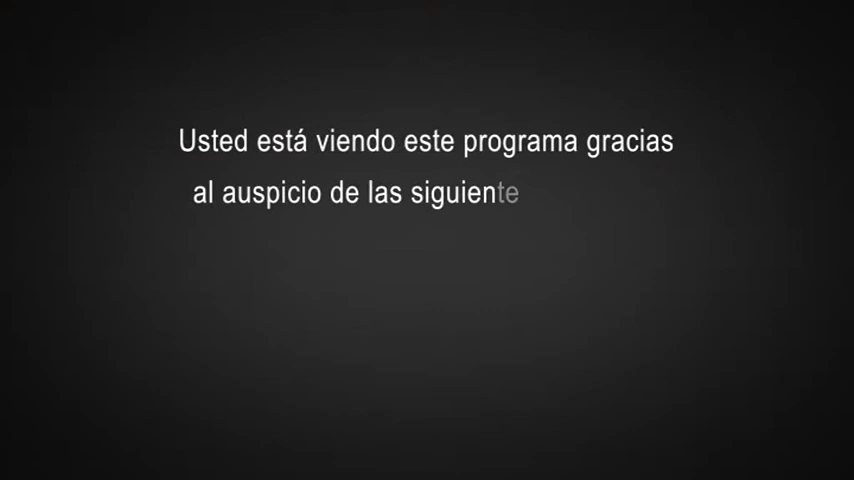 Usted está viendo este programa gracias
al auspicio de las siguiente